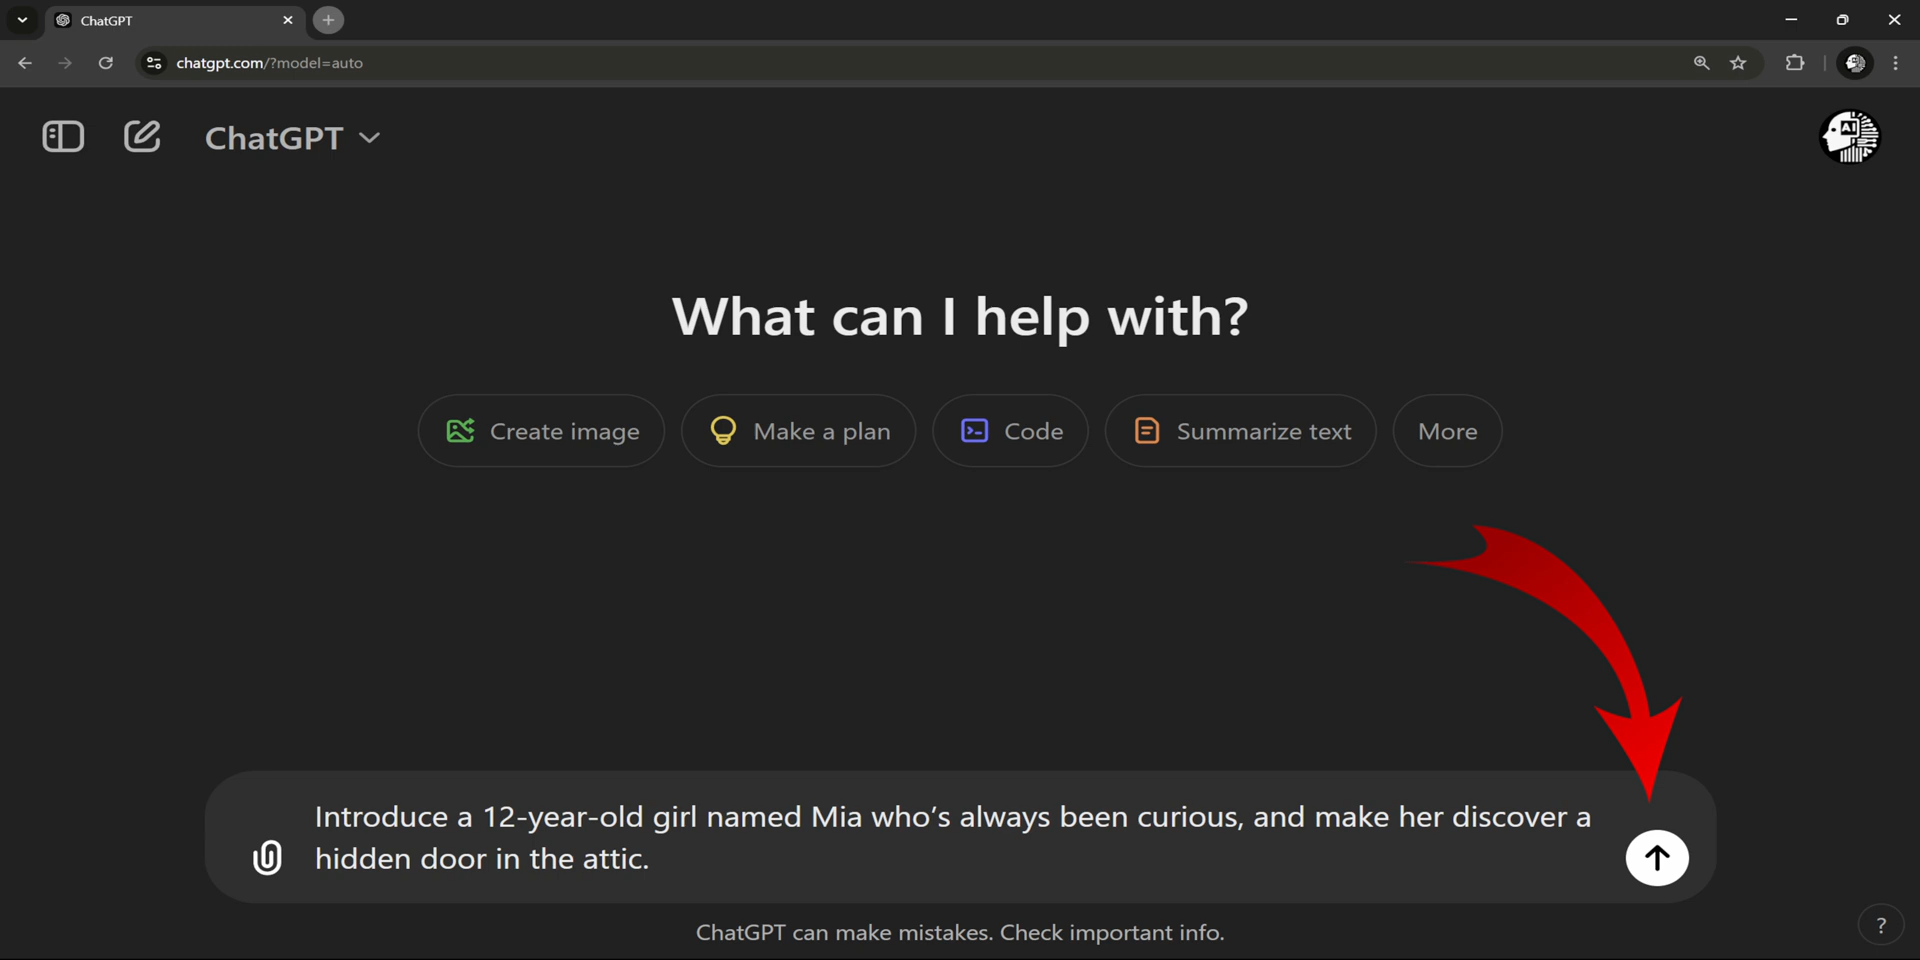 ChatGPT
chatgpt.com/?model=auto
ChatGPT
AI
What can I help with?
Create image
Make a plan
Code
Summarize text
More
Introduce a 12-year-old girl named Mia who’s always been curious, and make her discover a
hidden door in the attic.
ChatGPT can make mistakes. Check important info.
?